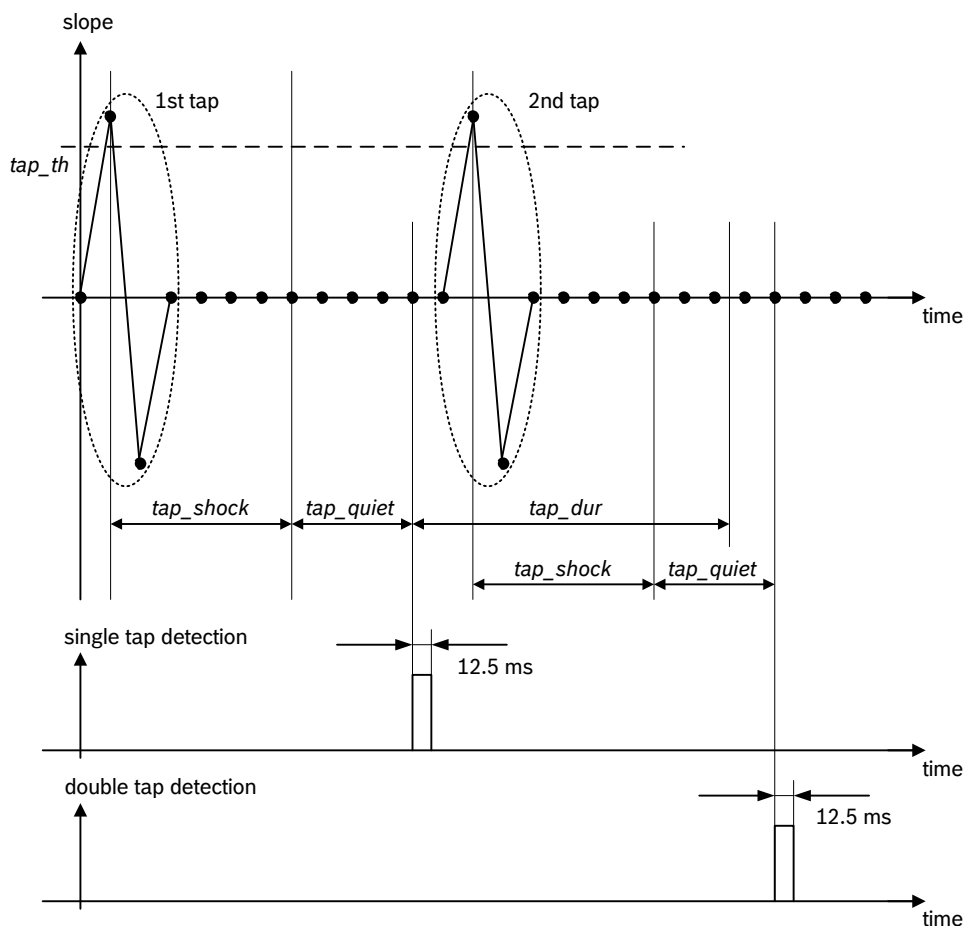 slope
1st tap
2nd tap
tap_th
time
tap_shock
tap_quiet
tap_dur
tap_shock
tap_quiet
single tap detection
12.5 ms
time
double tap detection
12.5 ms
time